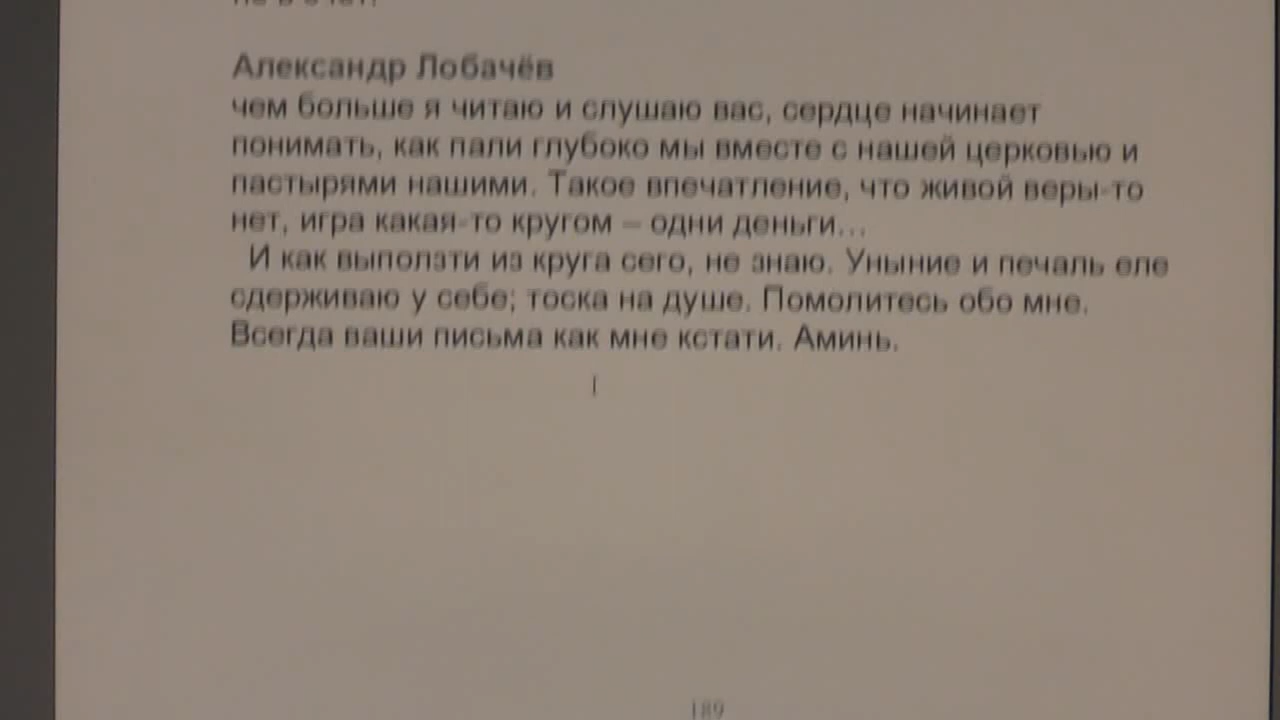 Александр Лобачёв
чем больше я читаю и слушаю вас, сердце начинает
понимать, как пали глубоко мы вместе с нашей церковью и
пастырями нашими. Такое впечатление, что живой веры-то
нет, игра какая-то кругом – одни деньги...
И как выползти из круга сего, не знаю. Уныние и печаль еле
сдерживаю у себе; тоска на душе. Помолитесь обо мне.
Всегда ваши письма как мне кстати. Аминь.
189